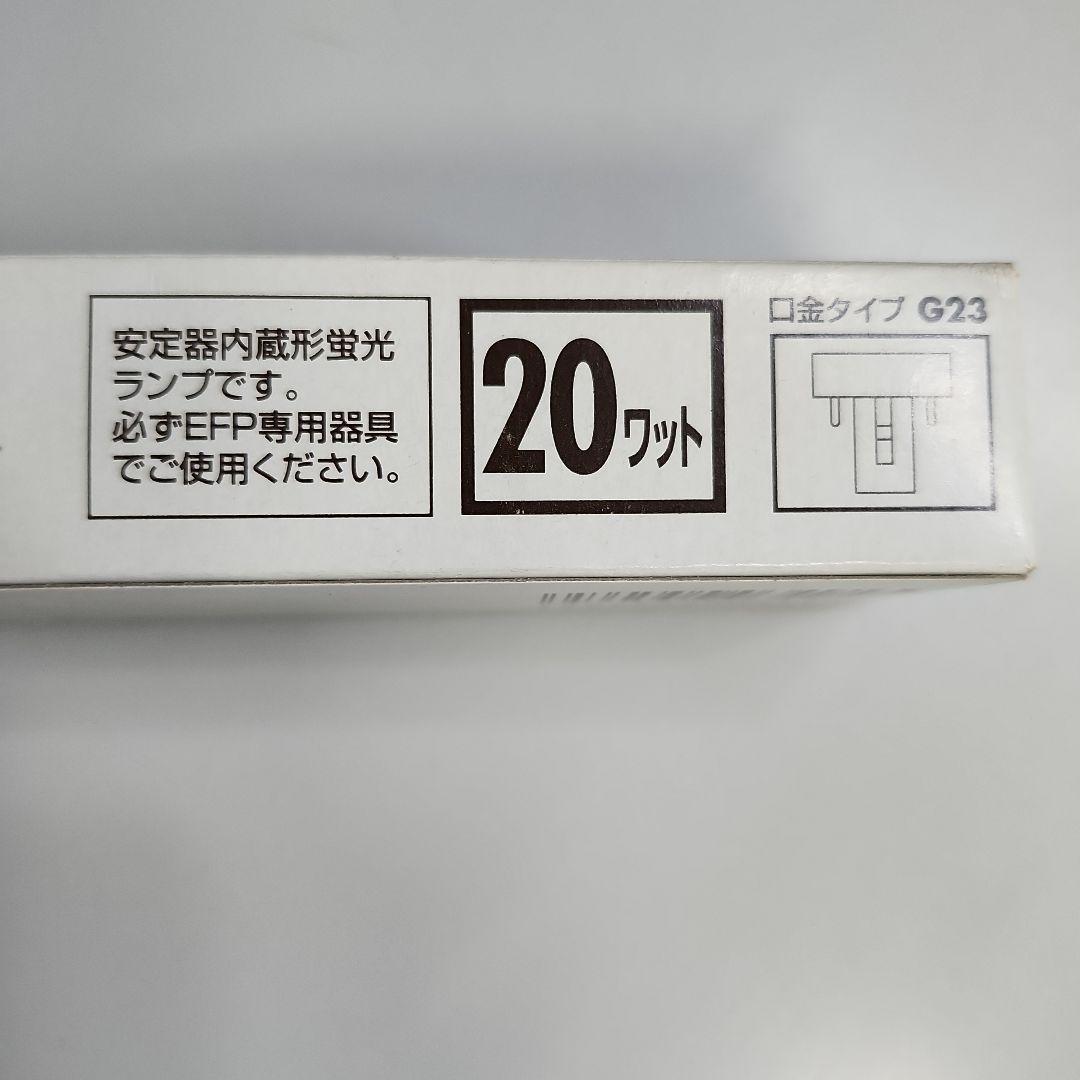 安定器内蔵形蛍光
ランプです。
必ずEFP専用器具
でご使用ください。
20ワット
口金タイプ G23